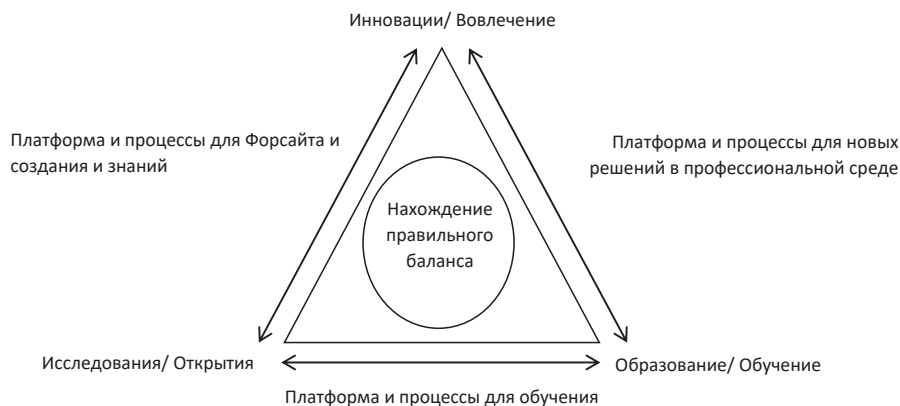 Инновации/ Вовлечение
Платформа и процессы для Форсайта и
создания и знаний
Платформа и процессы для новых
решений в профессиональной среде
Нахождение
правильного
баланса
Исследования/ Открытия
Образование/ Обучение
Платформа и процессы для обучения